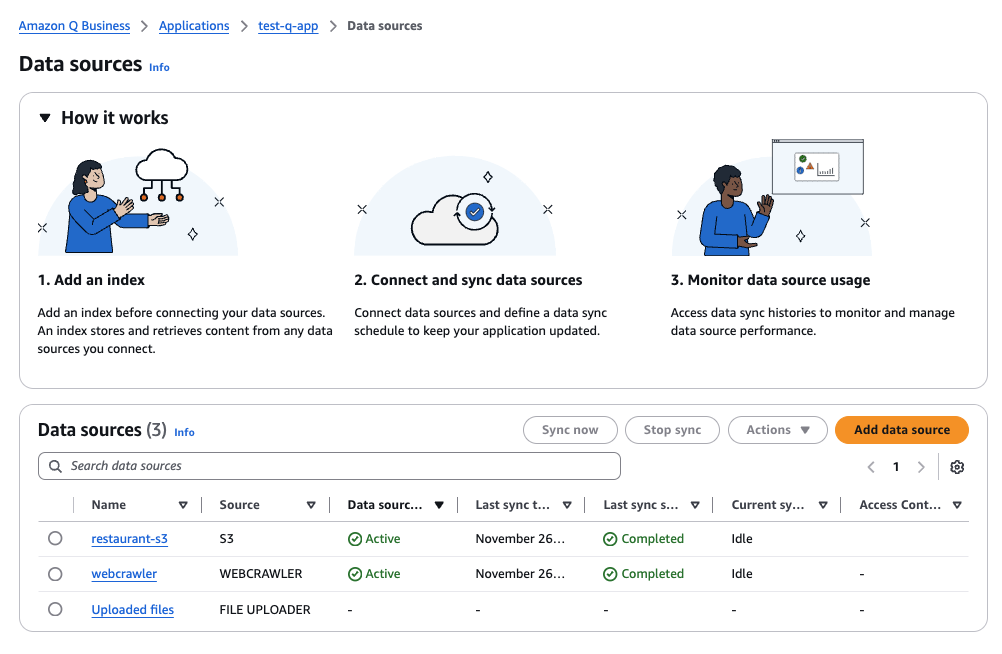 Amazon Q Business > Applications > test-q-app > Data sources
Data sources Info
How it works
1. Add an index
Add an index before connecting your data sources.
An index stores and retrieves content from any data
sources you connect.
2. Connect and sync data sources
Connect data sources and define a data sync
schedule to keep your application updated.
3. Monitor data source usage
Access data sync histories to monitor and manage
data source performance.
Data sources (3) Info
Sync now Stop sync Actions Add data source
Search data sources
1
Name Source Data sourc... Last sync t... Last sync s... Current sy... Access Cont...
restaurant-s3 S3 Active November 26... Completed Idle
webcrawler WEBCRAWLER Active November 26... Completed Idle -
Uploaded files FILE UPLOADER - - - - -